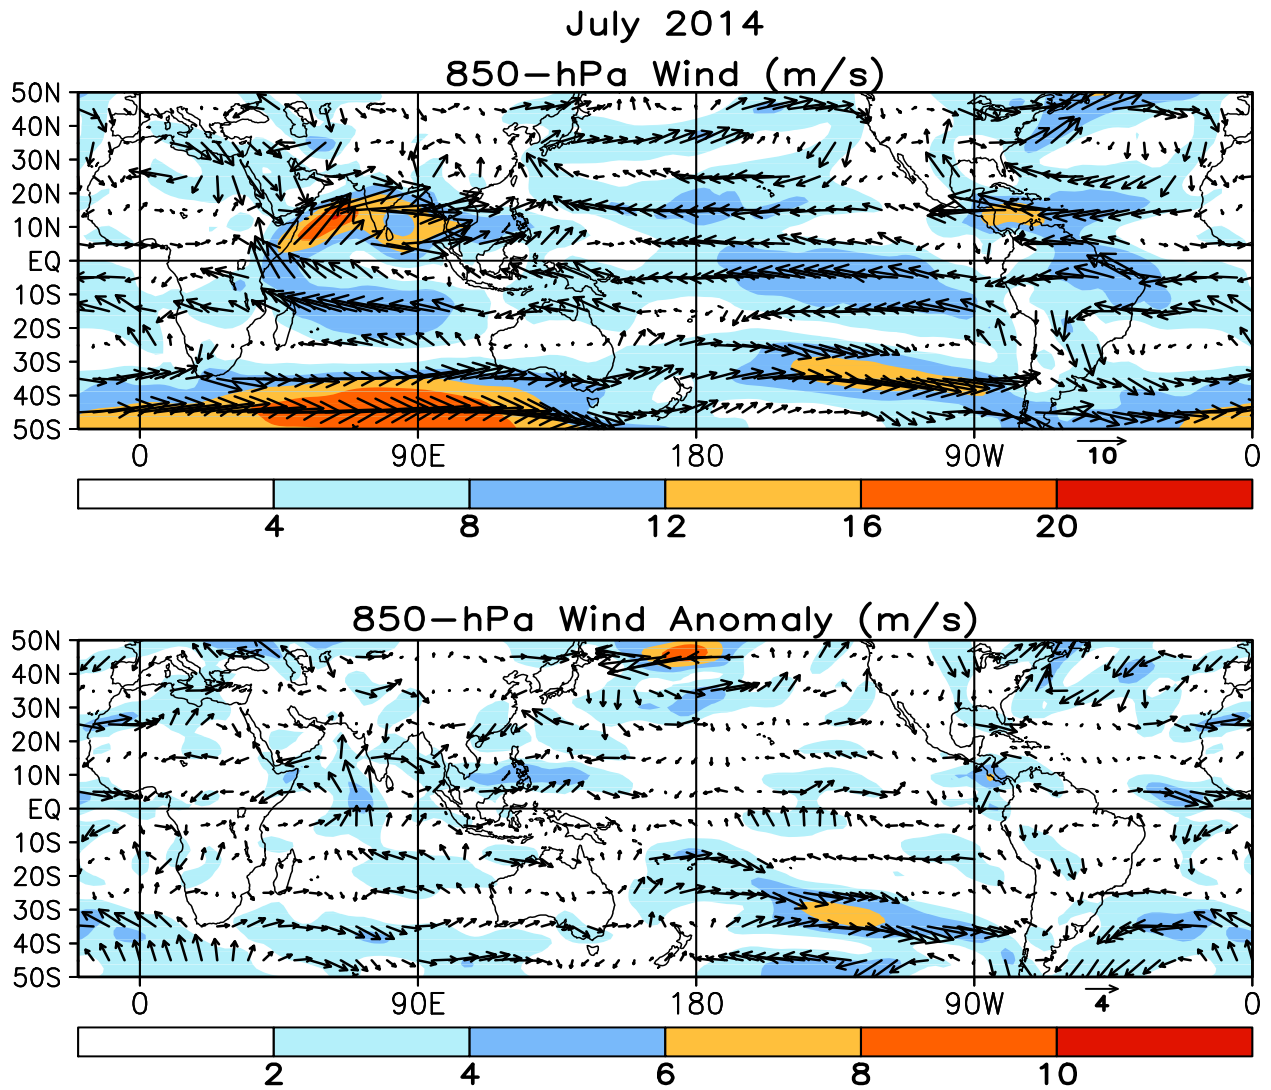 July 2014
850-hPa Wind (m/s)
50N
40N
30N
20N
10N
EQ
10S
20S
30S
40S
50S
0 90E 180 90W 0
10
4 8 12 16 20
850-hPa Wind Anomaly (m/s)
50N
40N
30N
20N
10N
EQ
10S
20S
30S
40S
50S
0 90E 180 90W 0
4
2 4 6 8 10